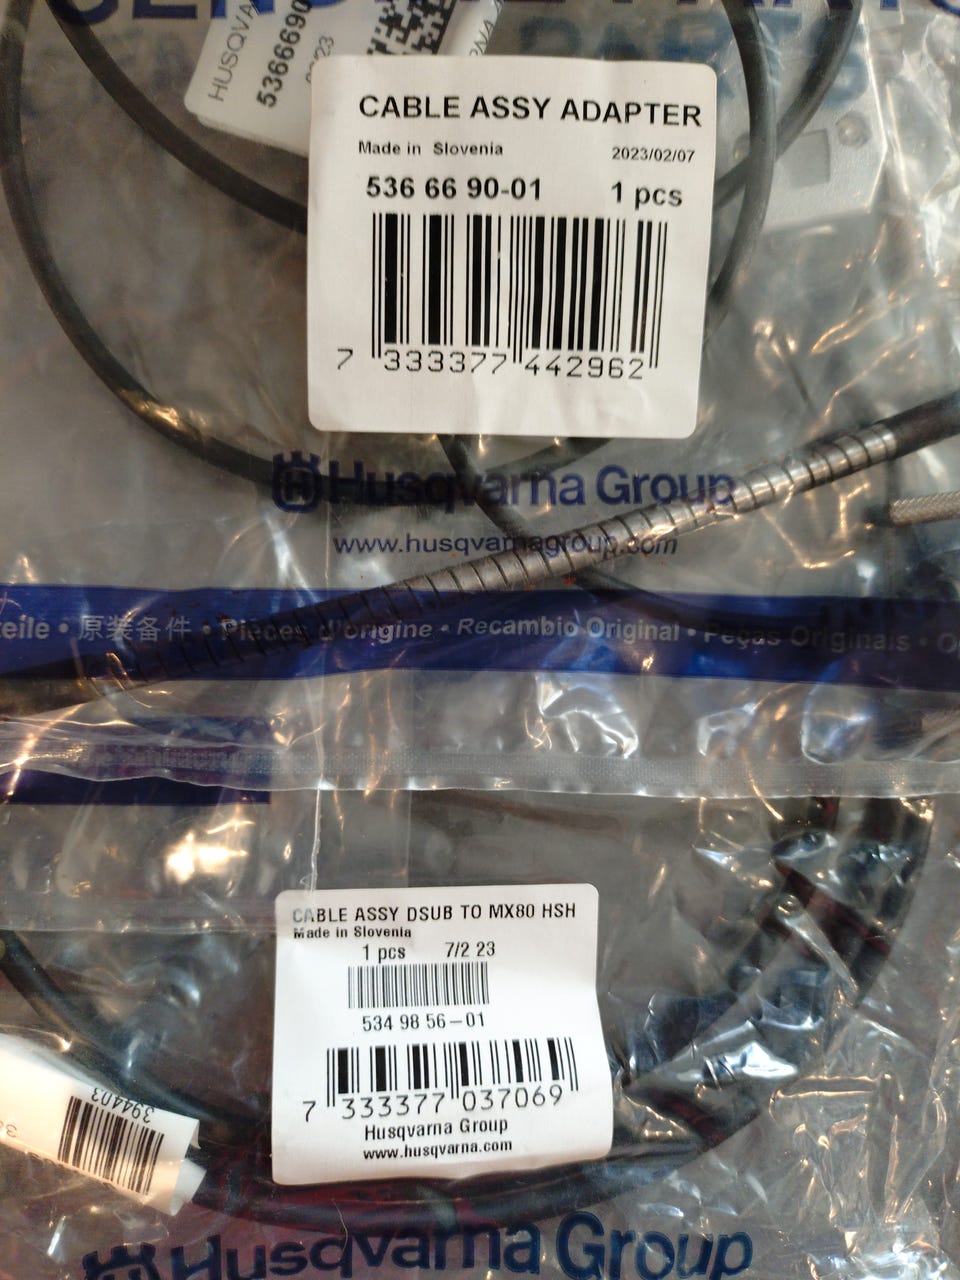 HUSQVA
5366690
CABLE ASSY ADAPTER
Made in Slovenia
2023/02/07
536 66 90-01
1 pcs
7 333377 442962
Husqvarna Group
www.husqvarnagroup.com
teile • 原装备件 • Pièces d'origine • Recambio Original • Peças Originais • O
CABLE ASSY DSUB TO MX80 HSH
Made in Slovenia
1 pcs 7/2 23
534 98 56-01
7 333377 037069
Husqvarna Group
www.husqvarna.com
394403
Husqvarna Group